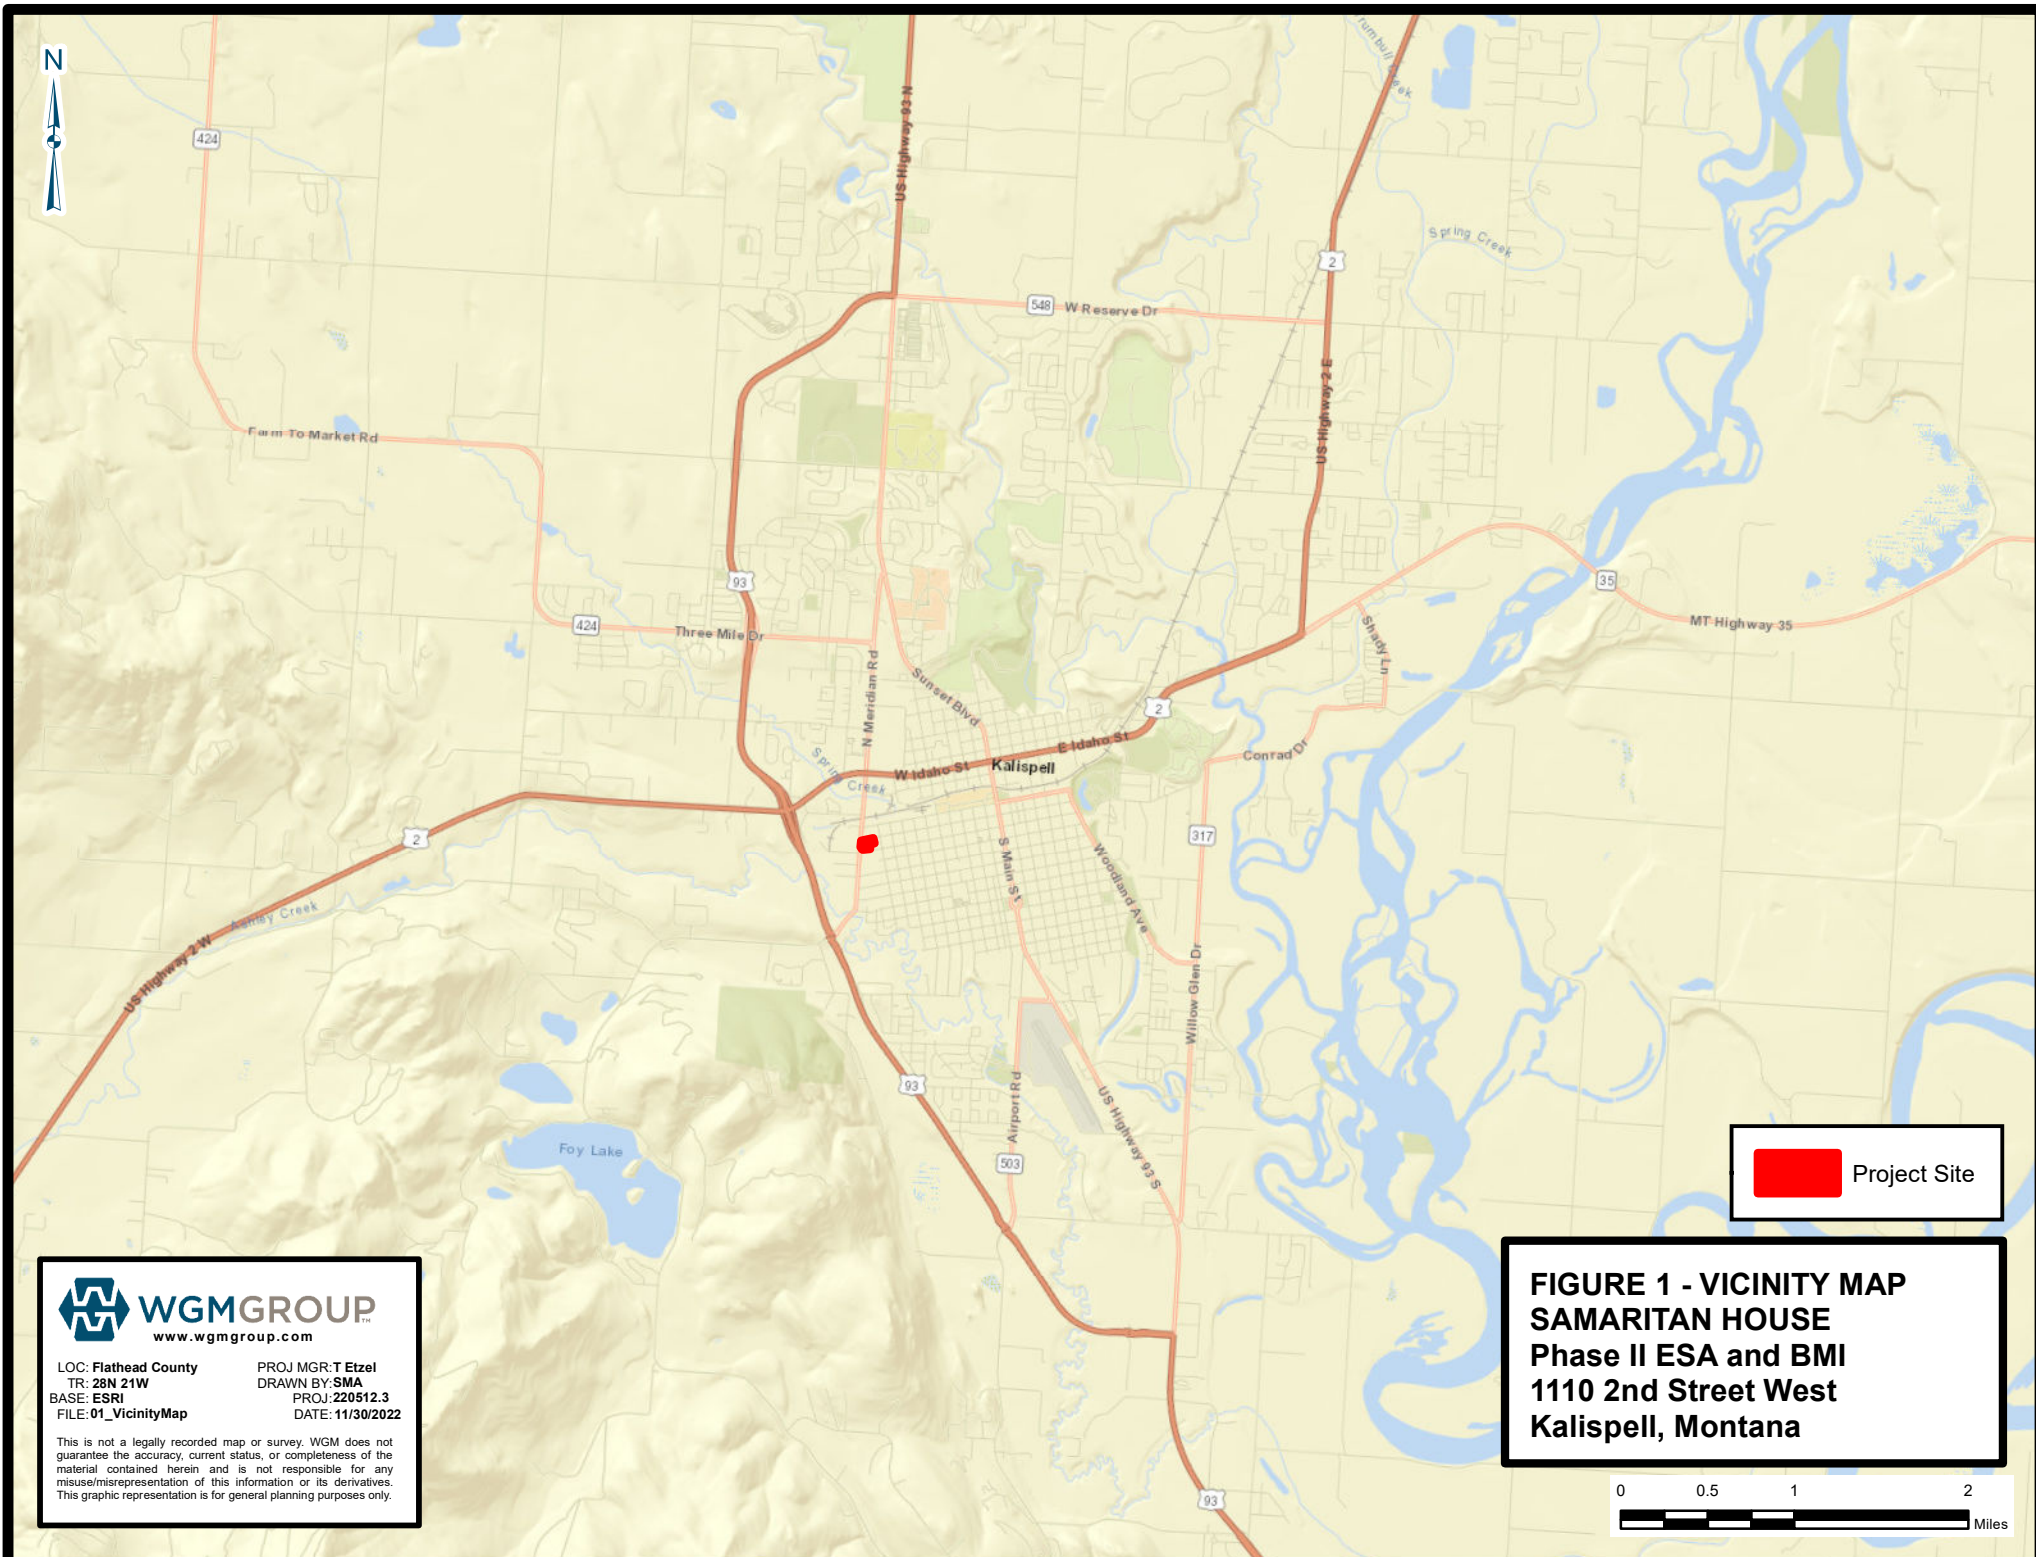 N
Trumbull Creek
424
US Highway 93 N
Spring Creek
2
548
W Reserve Dr
US Highway 2 E
Farm To Market Rd
93
35
424
Three Mile Dr
MT Highway 35
Shady Ln
N Meridian Rd
Sunset Blvd
2
E Idaho St
Conrad Dr
Spring Creek
W Idaho St
Kalispell
2
317
S Main St
Woodland Ave
Ashley Creek
US Highway 2 W
Willow Glen Dr
93
Airport Rd
US Highway 93 S
Foy Lake
503
Project Site
WGMGROUP™
www.wgmgroup.com
LOC: Flathead County PROJ MGR: T Etzel
TR: 28N 21W DRAWN BY: SMA
BASE: ESRI PROJ: 220512.3
FILE: 01_VicinityMap DATE: 11/30/2022
This is not a legally recorded map or survey. WGM does not
guarantee the accuracy, current status, or completeness of the
material contained herein and is not responsible for any
misuse/misrepresentation of this information or its derivatives.
This graphic representation is for general planning purposes only.
FIGURE 1 - VICINITY MAP
SAMARITAN HOUSE
Phase II ESA and BMI
1110 2nd Street West
Kalispell, Montana
93
0 0.5 1 2
Miles